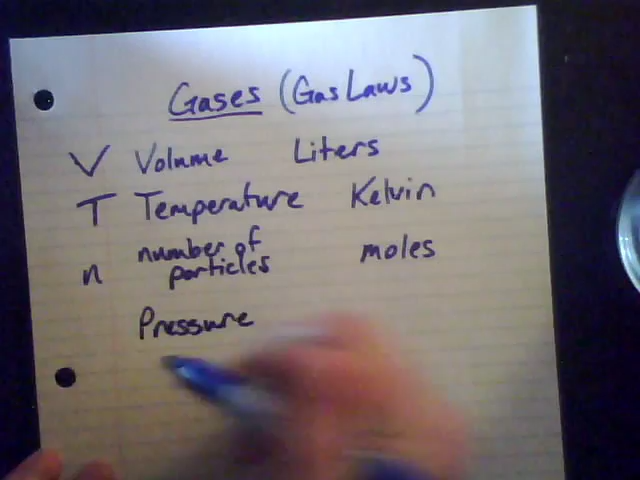 Gases (Gas Laws)
V Volume Liters
T Temperature Kelvin
n number of particles moles
Pressure